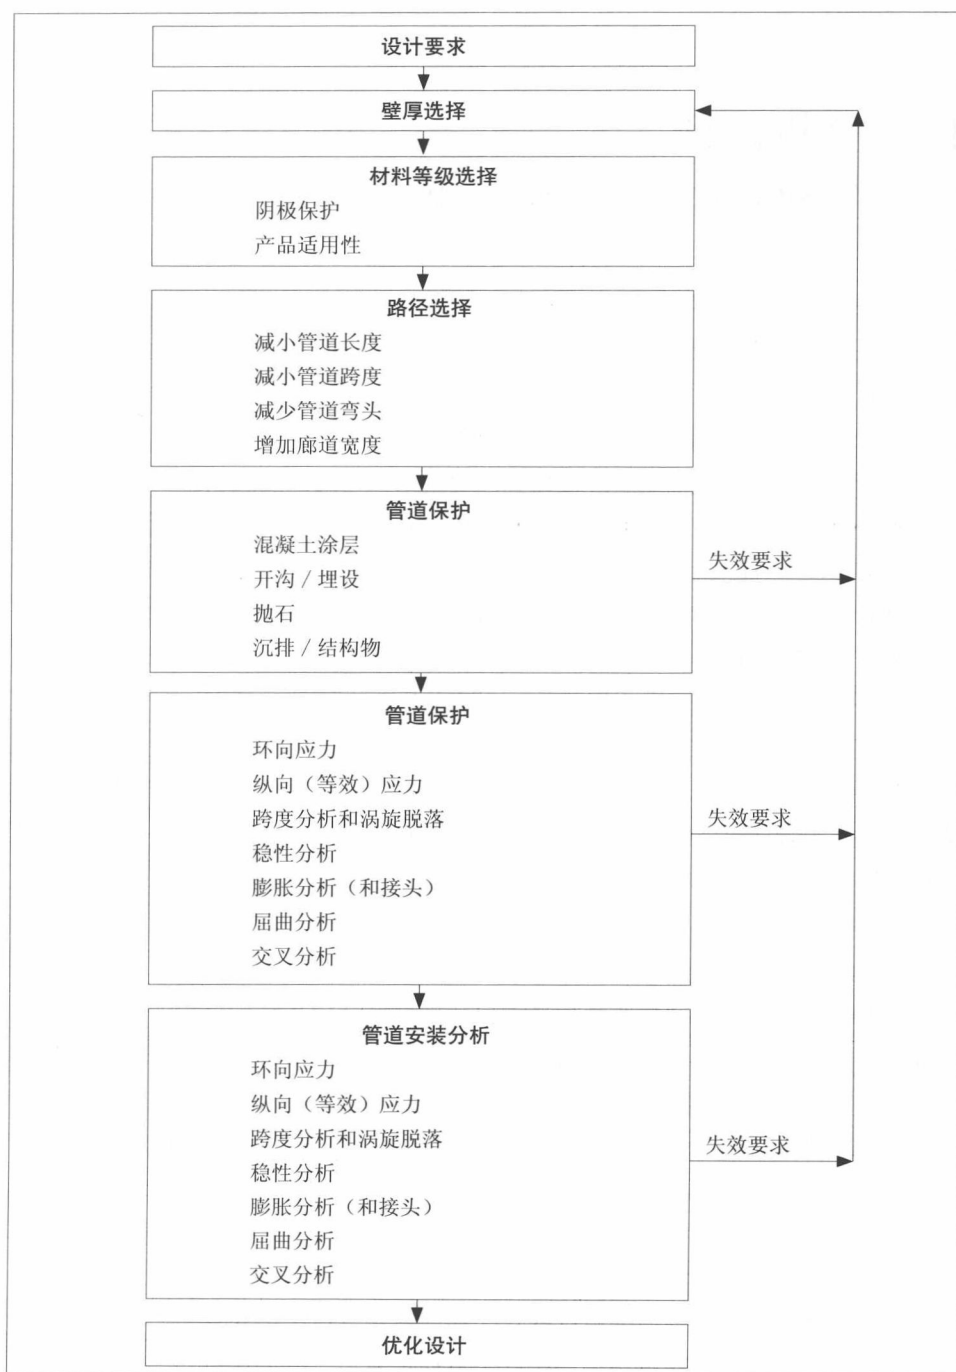 设计要求
壁厚选择
材料等级选择
阴极保护
产品适用性
路径选择
减小管道长度
减小管道跨度
减少管道弯头
增加廊道宽度
管道保护
混凝土涂层
开沟 / 埋设
失效要求
抛石
沉排 / 结构物
管道保护
环向应力
纵向（等效）应力
跨度分析和涡旋脱落
失效要求
稳性分析
膨胀分析（和接头）
屈曲分析
交叉分析
管道安装分析
环向应力
纵向（等效）应力
跨度分析和涡旋脱落
失效要求
稳性分析
膨胀分析（和接头）
屈曲分析
交叉分析
优化设计